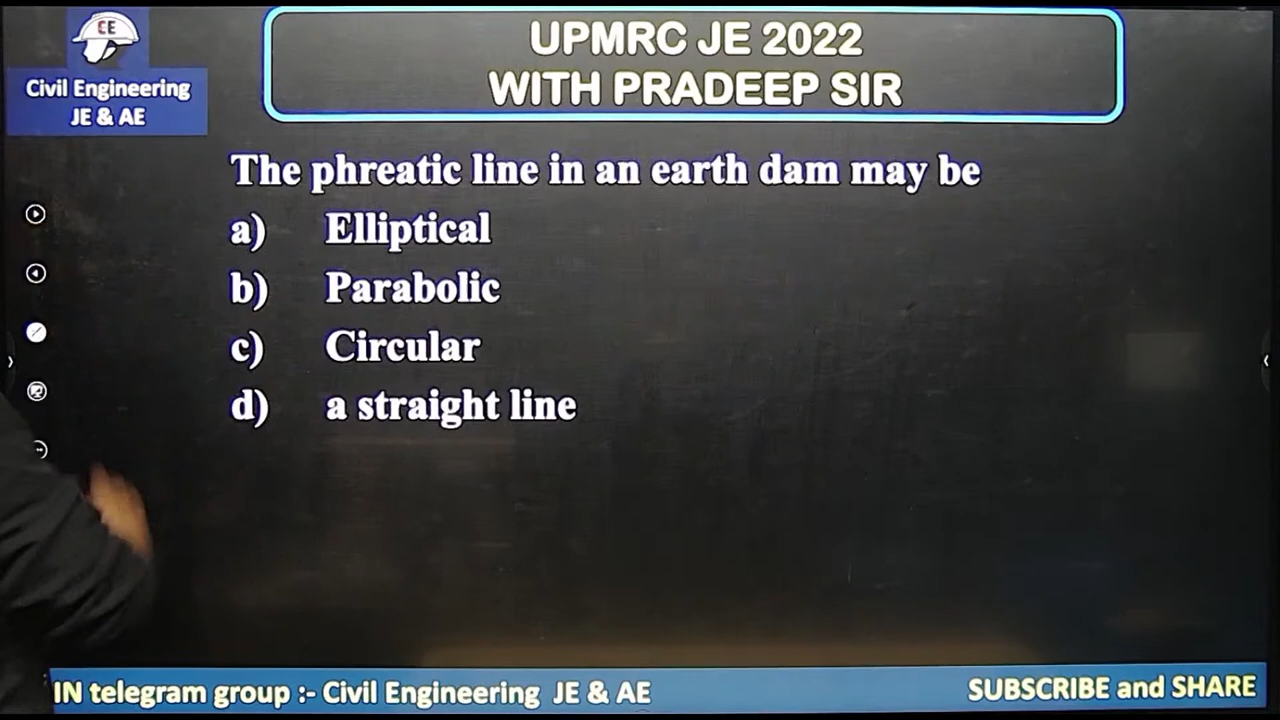 CE
Civil Engineering
JE & AE
UPMRC JE 2022
WITH PRADEEP SIR
The phreatic line in an earth dam may be
a) Elliptical
b) Parabolic
c) Circular
d) a straight line
IN telegram group :- Civil Engineering JE & AE
SUBSCRIBE and SHARE